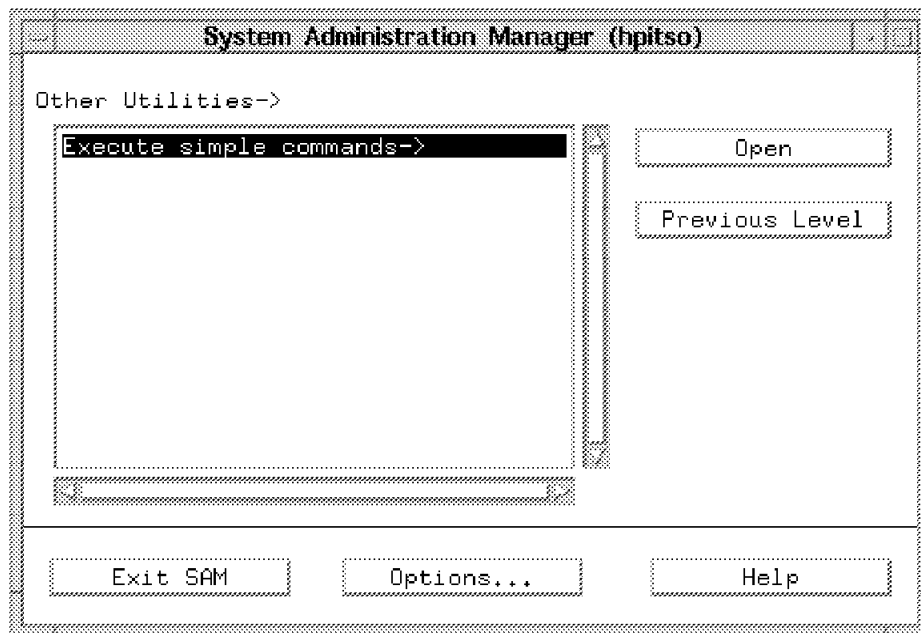 System Administration Manager (hpitso)
Other Utilities->
Execute simple commands->
Open
Previous Level
Exit SAM
Options...
Help